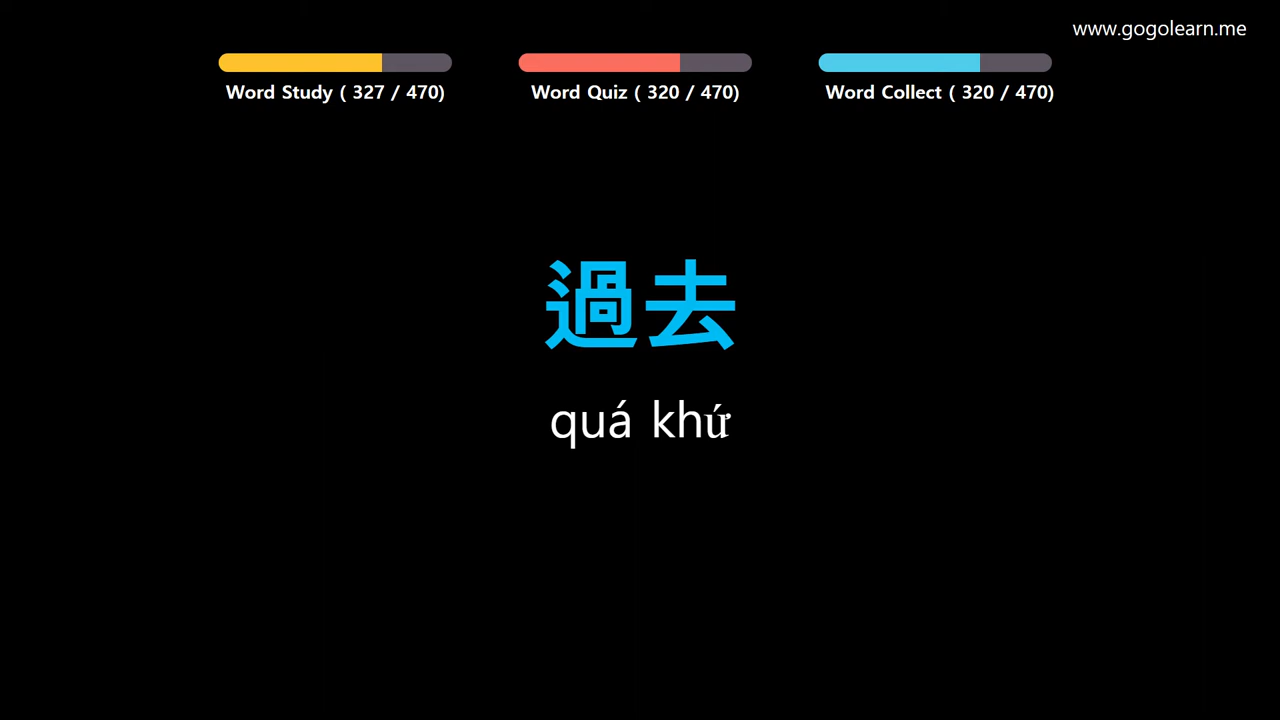 www.gogolearn.me
Word Study ( 327 / 470)
Word Quiz ( 320 / 470)
Word Collect ( 320 / 470)
過去
quá khứ